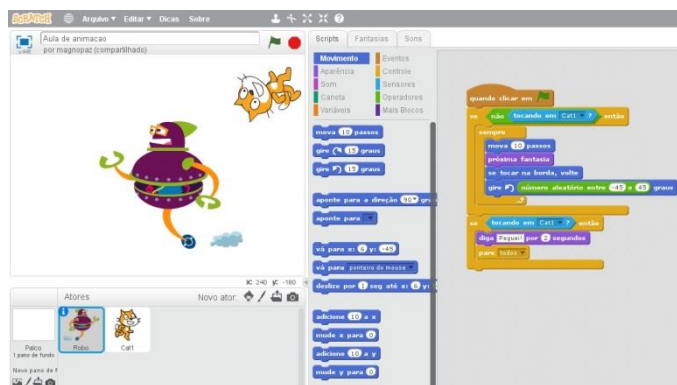 SCRATCH Arquivo Editar Dicas Sobre
Aula de animacao
por magnopaz (compartilhado)
X: 240 Y: -180
Atores
Novo ator:
Palco
1 pano de fundo
Robo
Cat1
Novo pano de f
Scripts Fantasias Sons
Movimento Eventos
Aparência Controle
Som Sensores
Caneta Operadores
Variáveis Mais Blocos
mova 10 passos
gire 15 graus
gire 15 graus
aponte para a direção 90 gra
aponte para
vá para x: 6 y: -45
vá para ponteiro do mouse
deslize por 1 seg até x: 6 y:
adicione 10 a x
mude x para 0
adicione 10 a y
mude y para 0
quando clicar em
se não tocando em Cat1 ? então
sempre
mova 10 passos
próxima fantasia
se tocar na borda, volte
gire número aleatório entre -45 e 45 graus
se tocando em Cat1 ? então
diga Peguei! por 2 segundos
pare todos